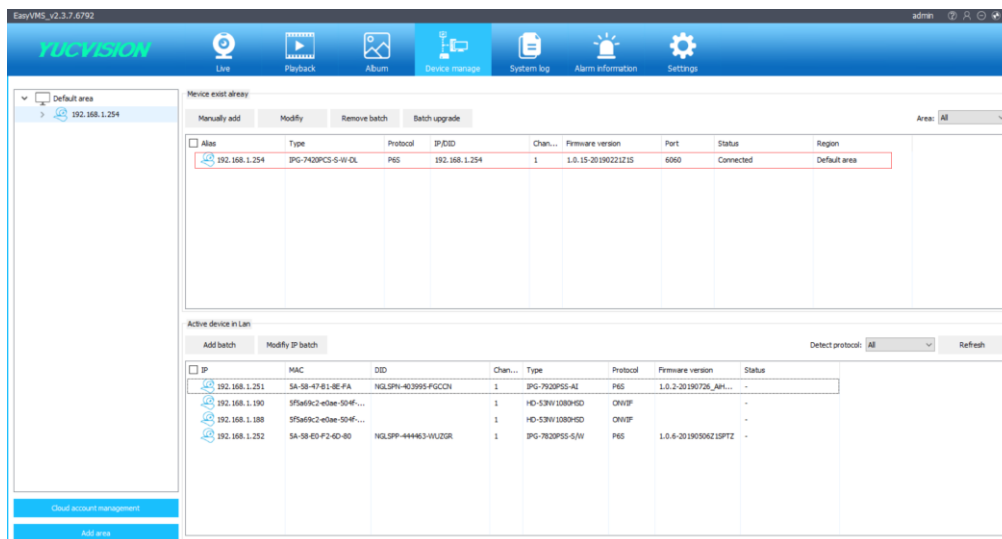 EasyVMS_v2.3.7.6792 admin
YUCVISION
Live Playback Album Device manage System log Alarm information Settings
Default area
192.168.1.254
Mevice exist alreay
Manually add Modifiy Remove batch Batch upgrade Area: All
Alias Type Protocol IP/DID Chan... Firmware version Port Status Region
192.168.1.254 IPG-7420PCS-S-W-DL P6S 192.168.1.254 1 1.0.15-20190221Z1S 6060 Connected Default area
Active device in Lan
Add batch Modifiy IP batch Detect protocol: All Refresh
IP MAC DID Chan... Type Protocol Firmware version Status
192.168.1.251 5A-58-47-B1-8E-FA NGLSPN-403995-FGCCN 1 IPG-7920PSS-AI P6S 1.0.2-20190726_AIH... -
192.168.1.190 5f5a69c2-e0ae-504f-... 1 HD-53NV1080HSD ONVIF -
192.168.1.188 5f5a69c2-e0ae-504f-... 1 HD-53NV1080HSD ONVIF -
192.168.1.252 5A-58-E0-F2-6D-80 NGLSPP-444463-WUZGR 1 IPG-7820PSS-S/W P6S 1.0.6-20190506Z1SPTZ -
Cloud account management
Add area